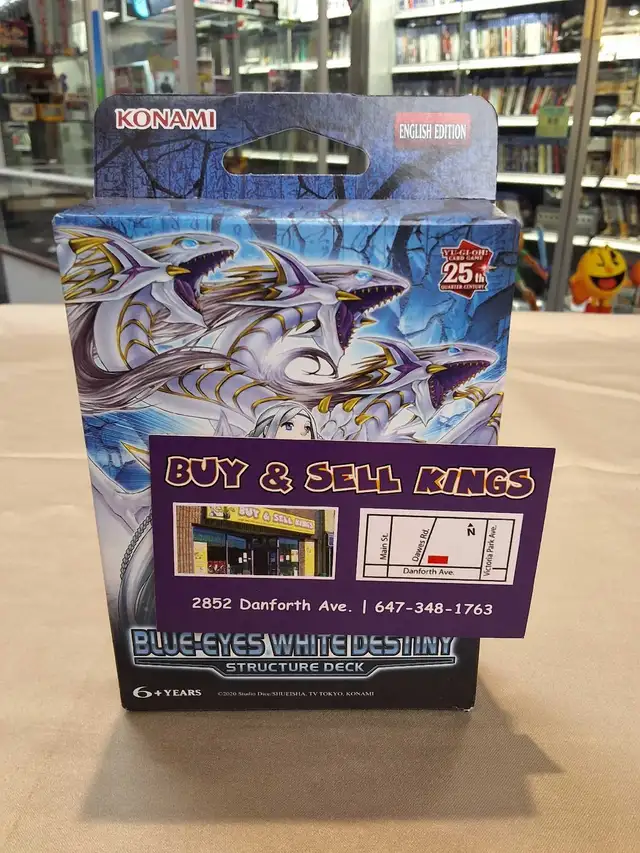 KONAMI
ENGLISH EDITION
YU-GI-OH!
CARD GAME
25th
QUARTER CENTURY
BUY & SELL KINGS
BUY & SELL KINGS
Main St.
Dawes Rd.
N
Victoria Park Ave.
Danforth Ave.
2852 Danforth Ave. | 647-348-1763
BLUE-EYES WHITE DESTINY
STRUCTURE DECK
6+YEARS
©2020 Studio Dice/SHUEISHA, TV TOKYO, KONAMI